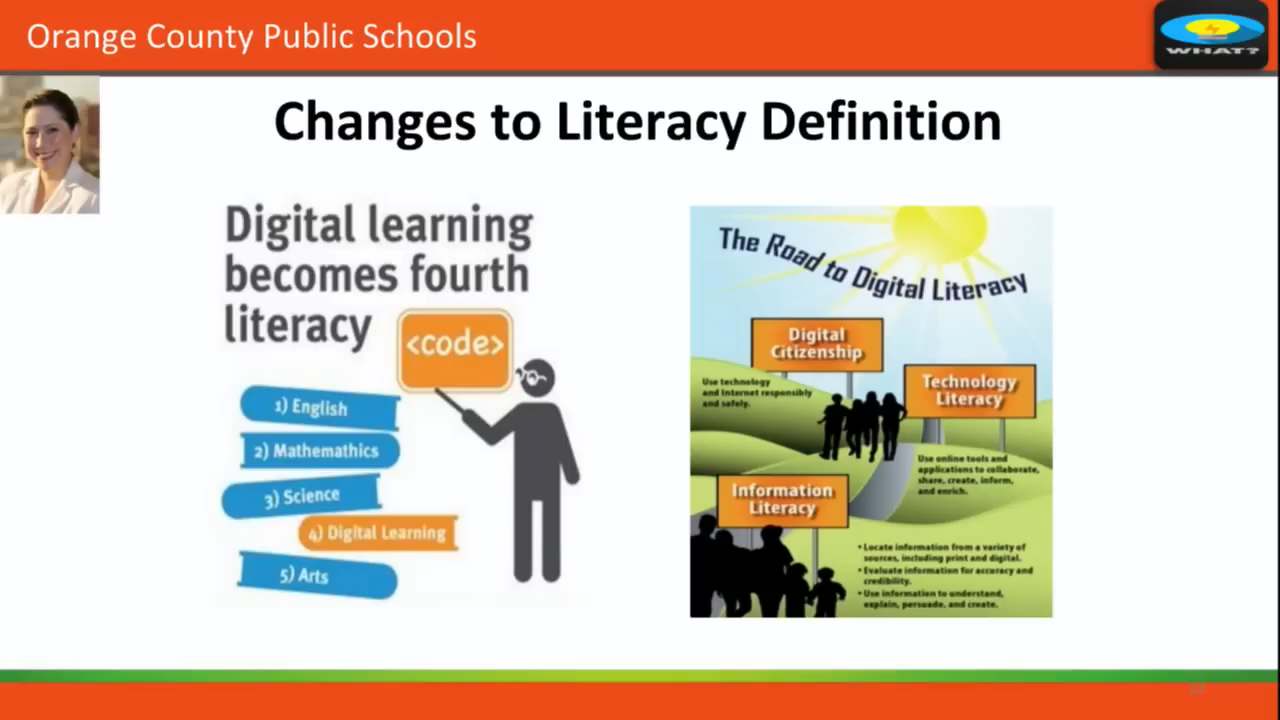 Orange County Public Schools
WHAT?
Changes to Literacy Definition
Digital learning
becomes fourth
literacy
<code>
1) English
2) Mathemathics
3) Science
4) Digital Learning
5) Arts
The Road to Digital Literacy
Digital
Citizenship
Use technology
and Internet responsibly
and safely.
Technology
Literacy
Use online tools and
applications to collaborate,
share, create, inform,
and enrich.
Information
Literacy
• Locate information from a variety of
sources, including print and digital.
• Evaluate information for accuracy and
credibility.
• Use information to understand,
explain, persuade, and create.